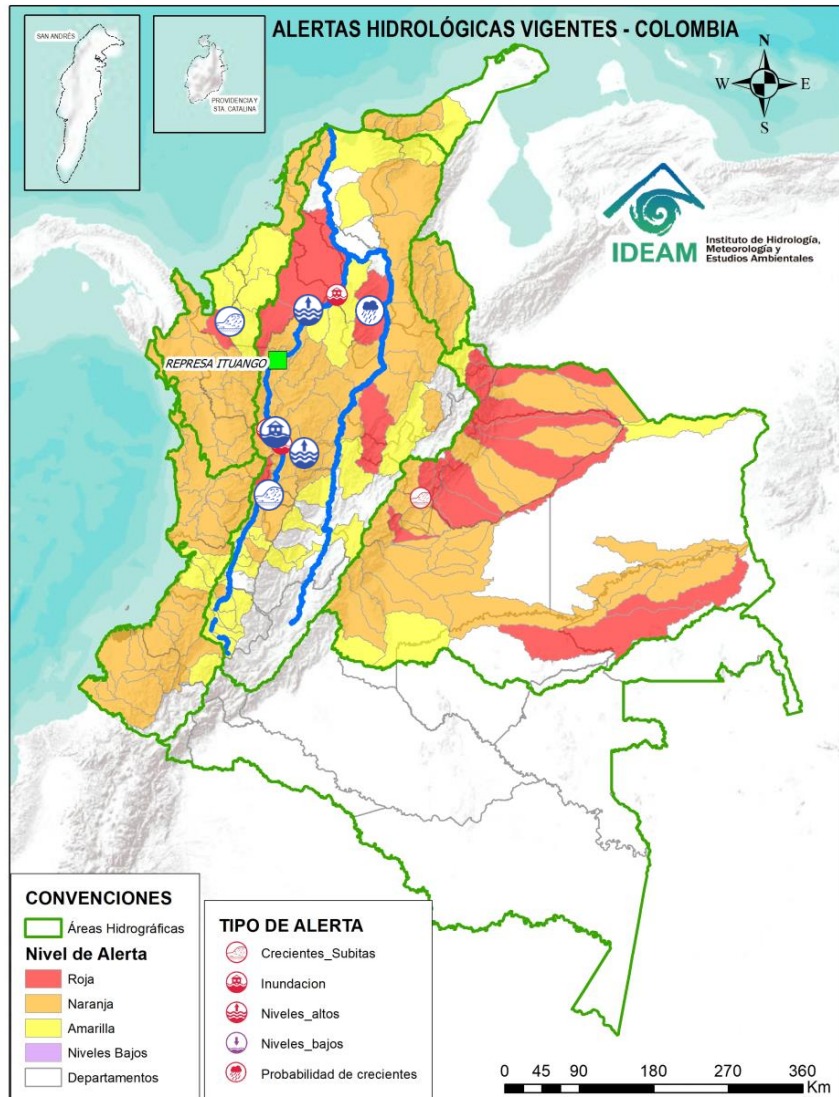 ALERTAS HIDROLÓGICAS VIGENTES - COLOMBIA
SAN ANDRÉS
PROVIDENCIA Y
STA. CATALINA
N
W
E
S
IDEAM
Instituto de Hidrología,
Meteorología y
Estudios Ambientales
REPRESA ITUANGO
CONVENCIONES
Áreas Hidrográficas
Nivel de Alerta
Roja
Naranja
Amarilla
Niveles Bajos
Departamentos
TIPO DE ALERTA
Crecientes_Subitas
Inundacion
Niveles_altos
Niveles_bajos
Probabilidad de crecientes
0 45 90 180 270 360
Km